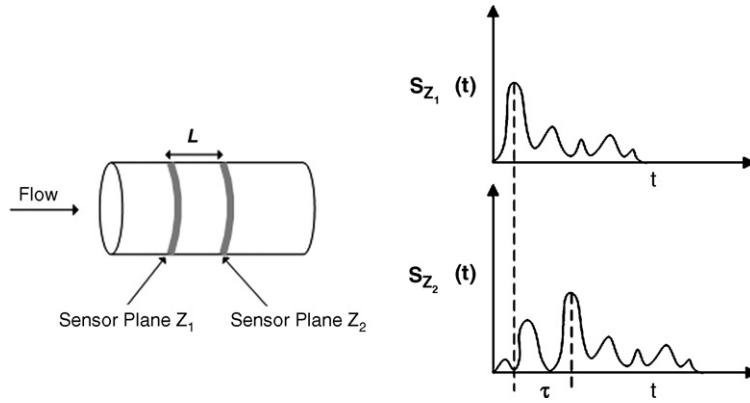 L
Flow
Sensor Plane Z1
Sensor Plane Z2
SZ1 (t)
t
SZ2 (t)
τ
t